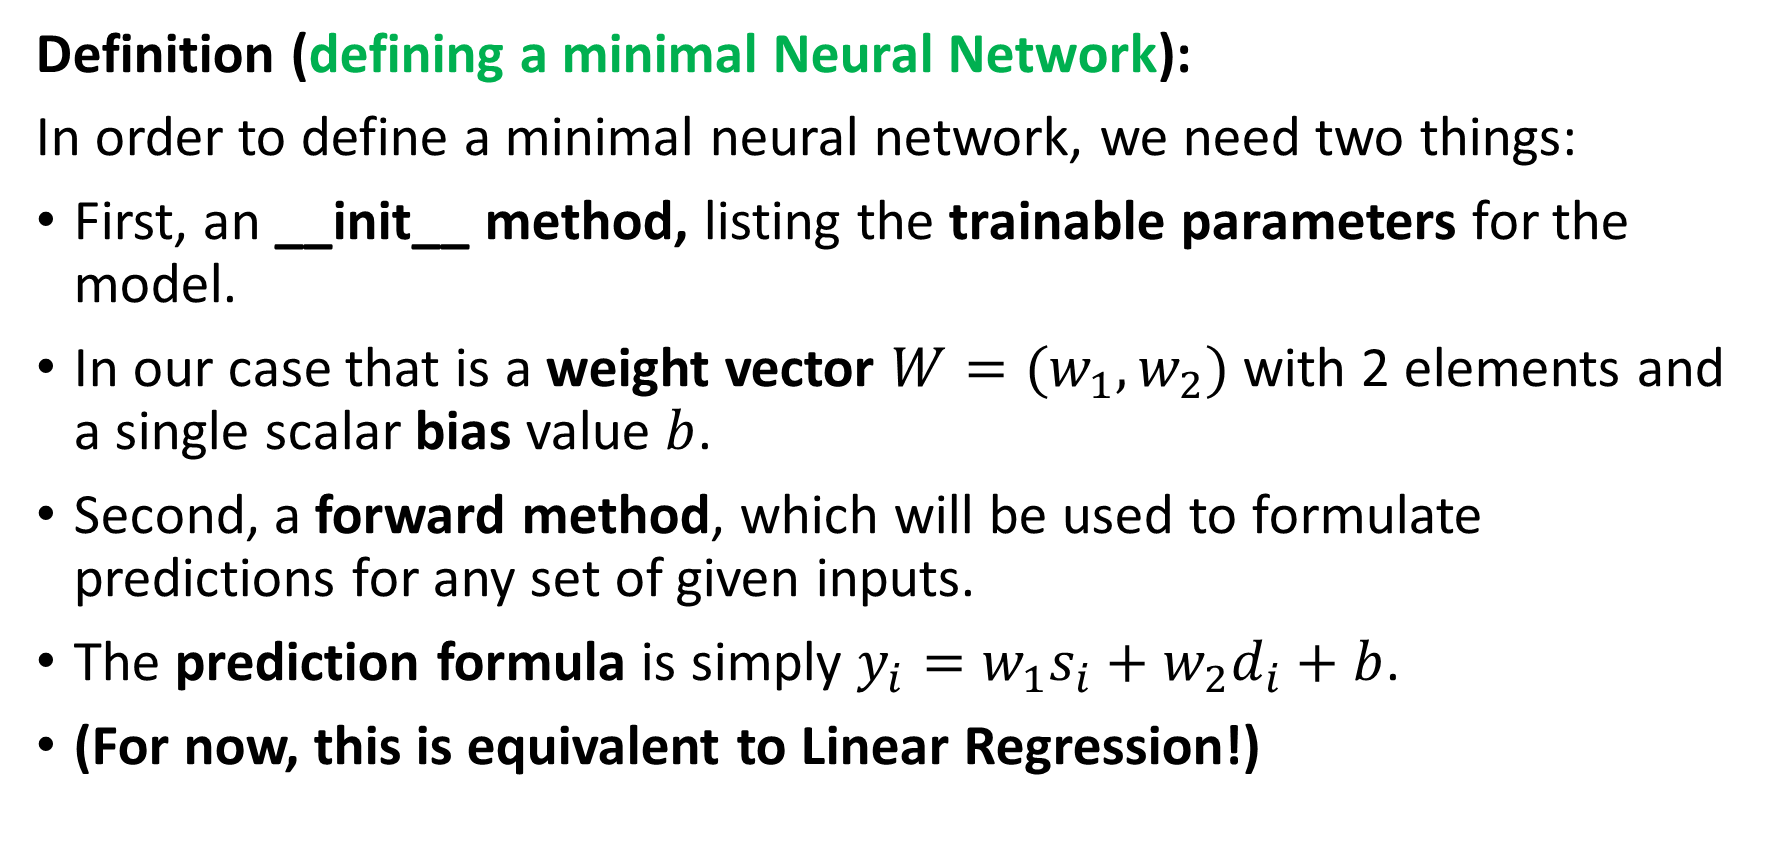 Definition (defining a minimal Neural Network):
In order to define a minimal neural network, we need two things:
• First, an __init__ method, listing the trainable parameters for the
model.
• In our case that is a weight vector 𝑊 = (𝑤₁, 𝑤₂) with 2 elements and
a single scalar bias value 𝑏.
• Second, a forward method, which will be used to formulate
predictions for any set of given inputs.
• The prediction formula is simply 𝑦ᵢ = 𝑤₁𝑠ᵢ + 𝑤₂𝑑ᵢ + 𝑏.
• (For now, this is equivalent to Linear Regression!)